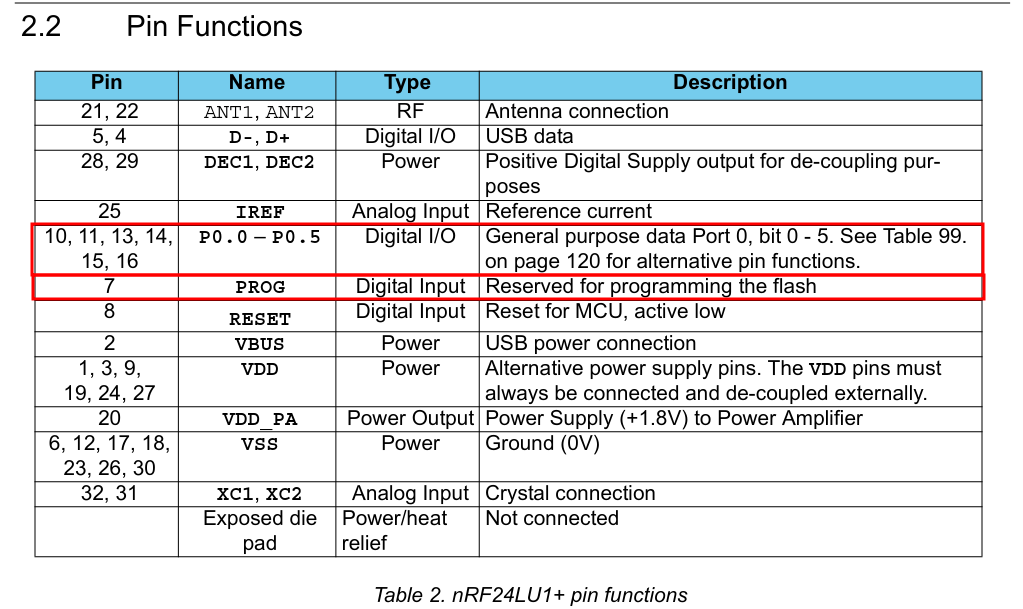 2.2 Pin Functions
Pin Name Type Description
21, 22 ANT1, ANT2 RF Antenna connection
5, 4 D-, D+ Digital I/O USB data
28, 29 DEC1, DEC2 Power Positive Digital Supply output for de-coupling pur-
poses
25 IREF Analog Input Reference current
10, 11, 13, 14, P0.0 – P0.5 Digital I/O General purpose data Port 0, bit 0 - 5. See Table 99.
15, 16 on page 120 for alternative pin functions.
7 PROG Digital Input Reserved for programming the flash
8 RESET Digital Input Reset for MCU, active low
2 VBUS Power USB power connection
1, 3, 9, VDD Power Alternative power supply pins. The VDD pins must
19, 24, 27 always be connected and de-coupled externally.
20 VDD_PA Power Output Power Supply (+1.8V) to Power Amplifier
6, 12, 17, 18, VSS Power Ground (0V)
23, 26, 30
32, 31 XC1, XC2 Analog Input Crystal connection
Exposed die Power/heat Not connected
pad relief
Table 2. nRF24LU1+ pin functions